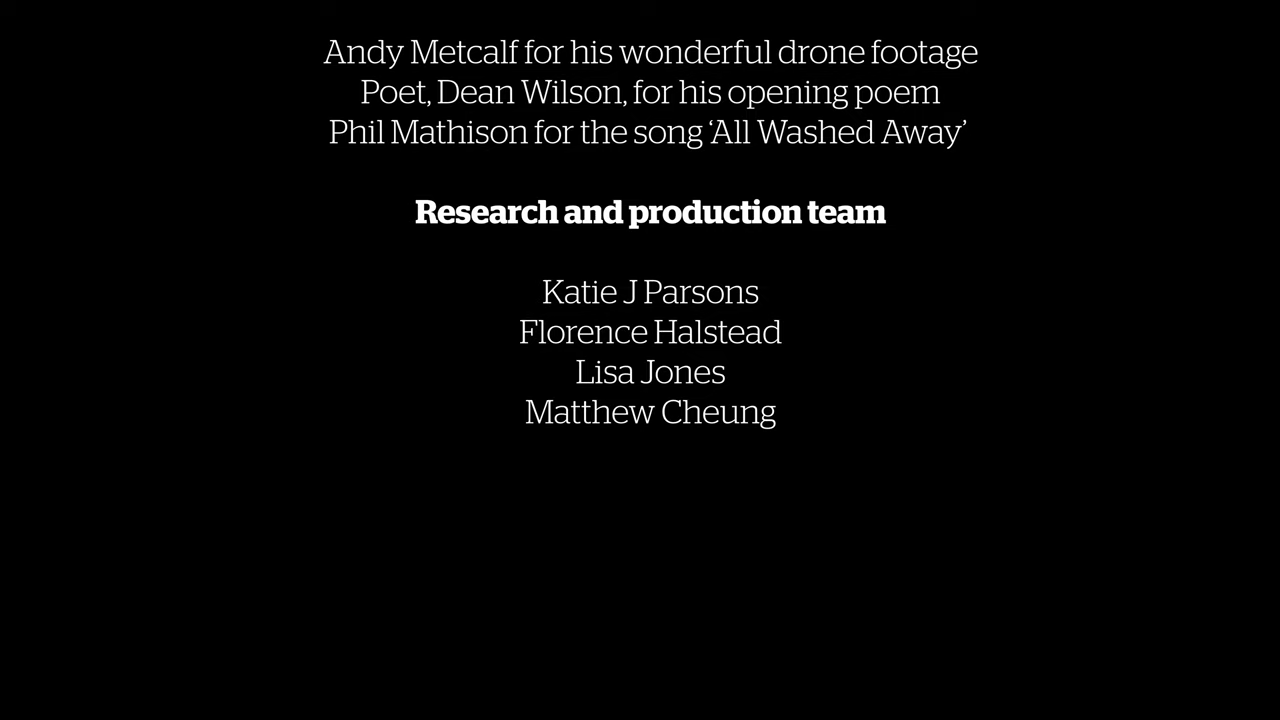 Andy Metcalf for his wonderful drone footage
Poet, Dean Wilson, for his opening poem
Phil Mathison for the song ‘All Washed Away’
Research and production team
Katie J Parsons
Florence Halstead
Lisa Jones
Matthew Cheung